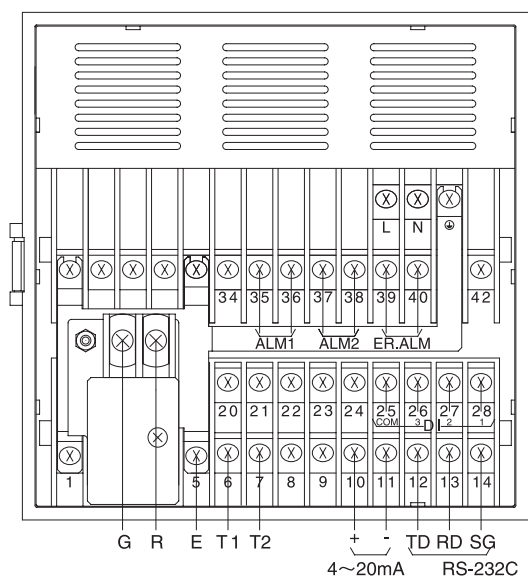 L N ⏚
34 35 36 37 38 39 40 42
ALM1 ALM2 ER.ALM
20 21 22 23 24 25 26 27 28
COM 3 DI 2 1
1 5 6 7 8 9 10 11 12 13 14
G R E T1 T2 + - TD RD SG
4~20mA RS-232C